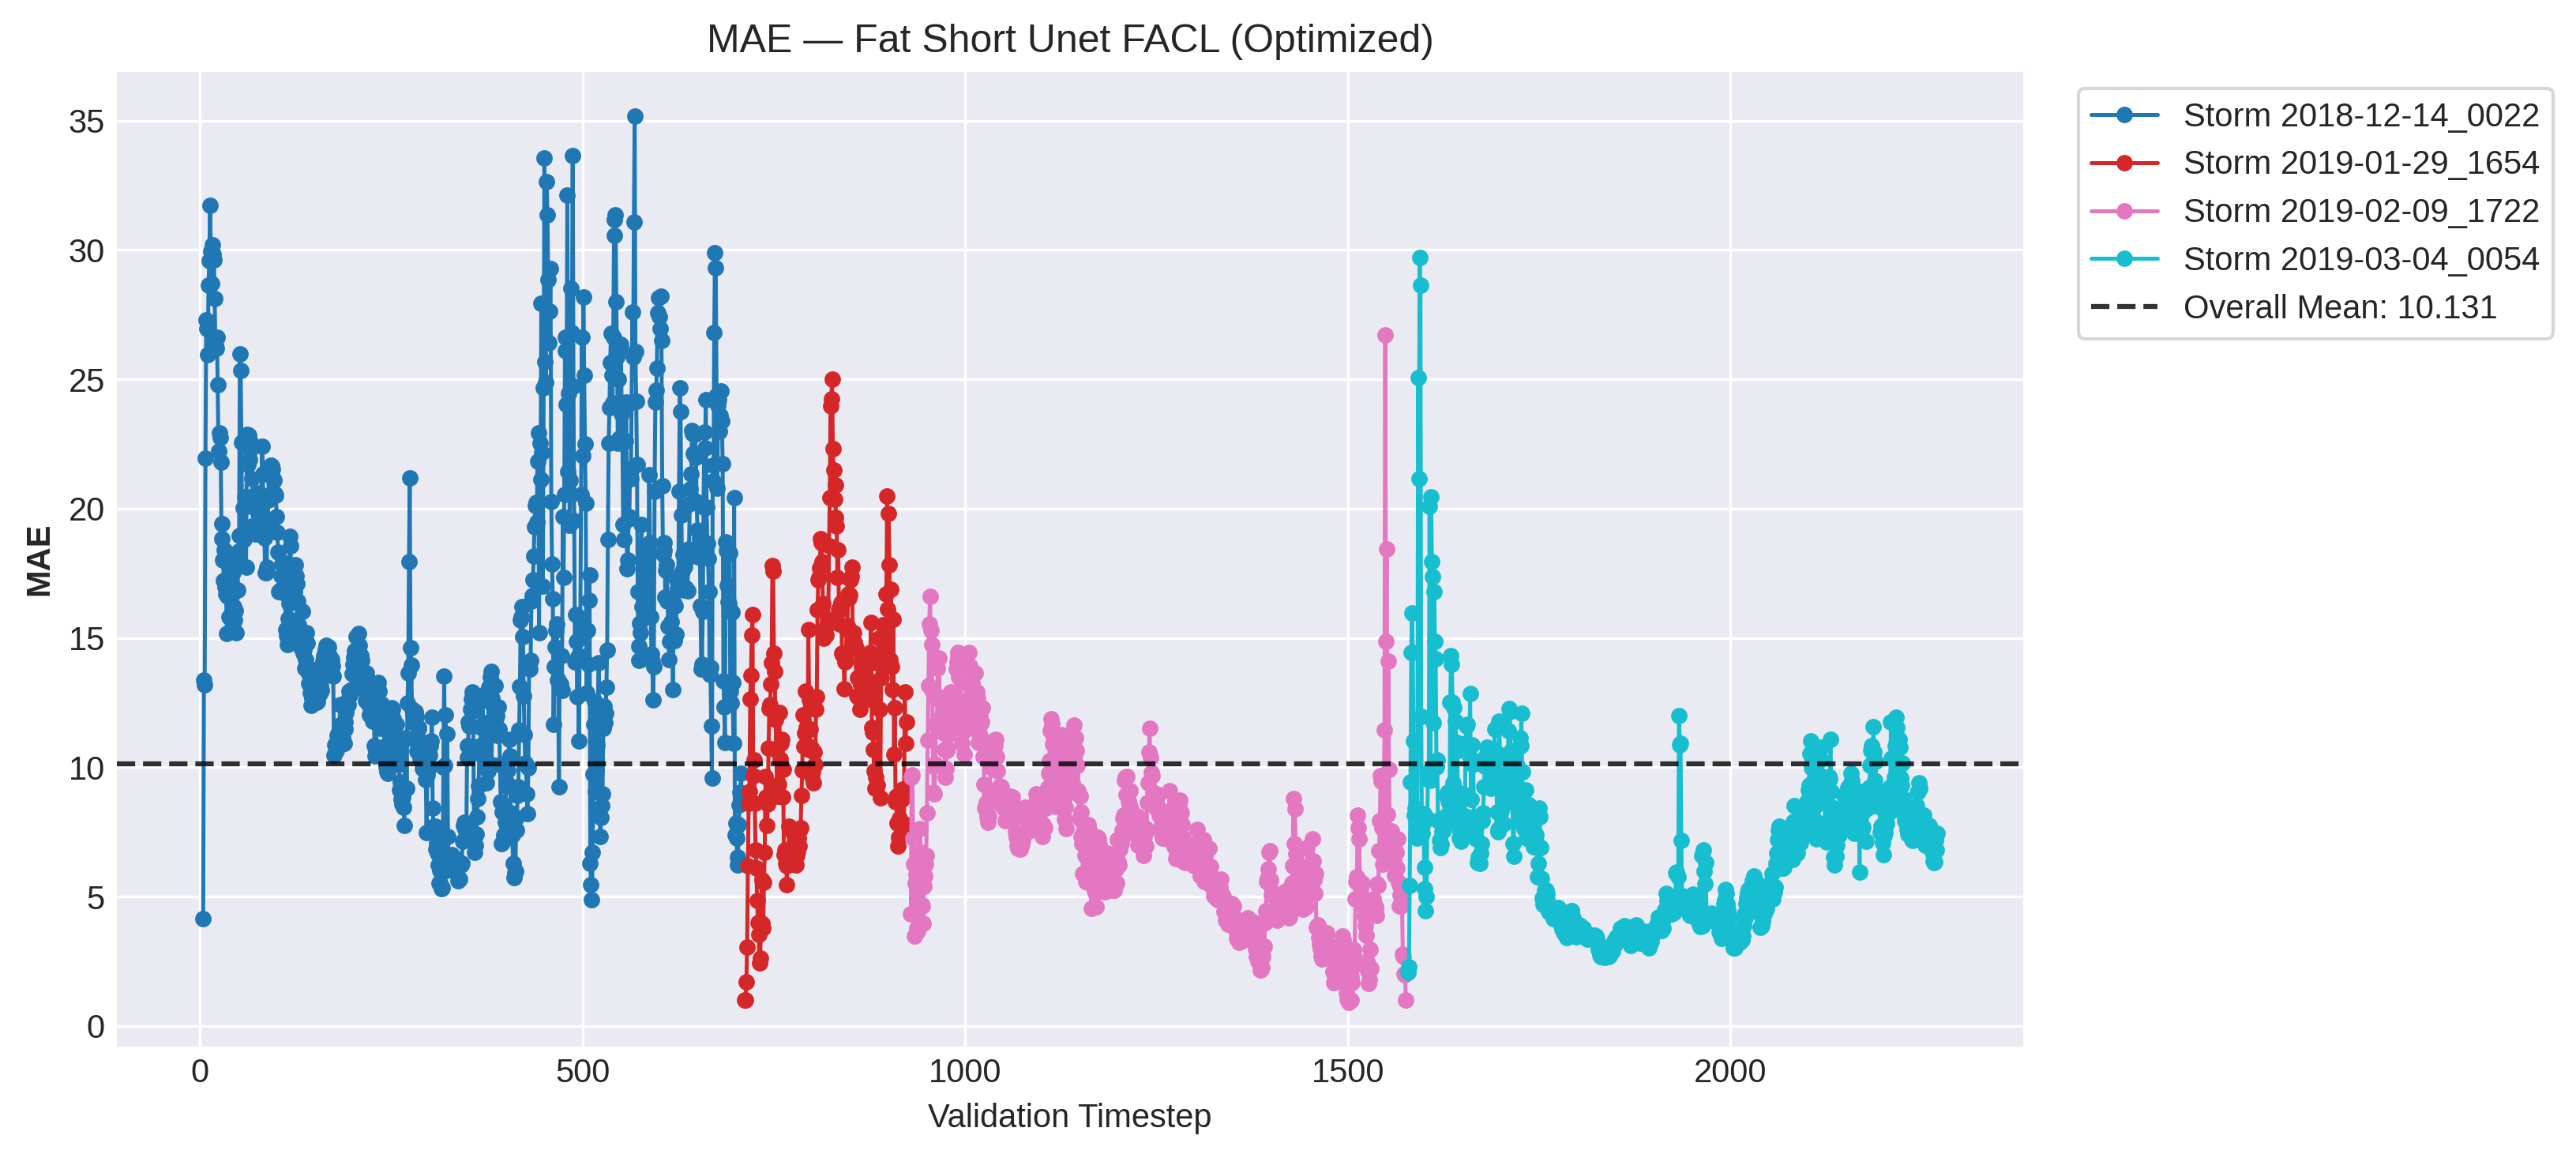 MAE — Fat Short Unet FACL (Optimized)
35
30
25
20
15
10
5
0
MAE
0
500
1000
1500
2000
Validation Timestep
Storm 2018-12-14_0022
Storm 2019-01-29_1654
Storm 2019-02-09_1722
Storm 2019-03-04_0054
Overall Mean: 10.131